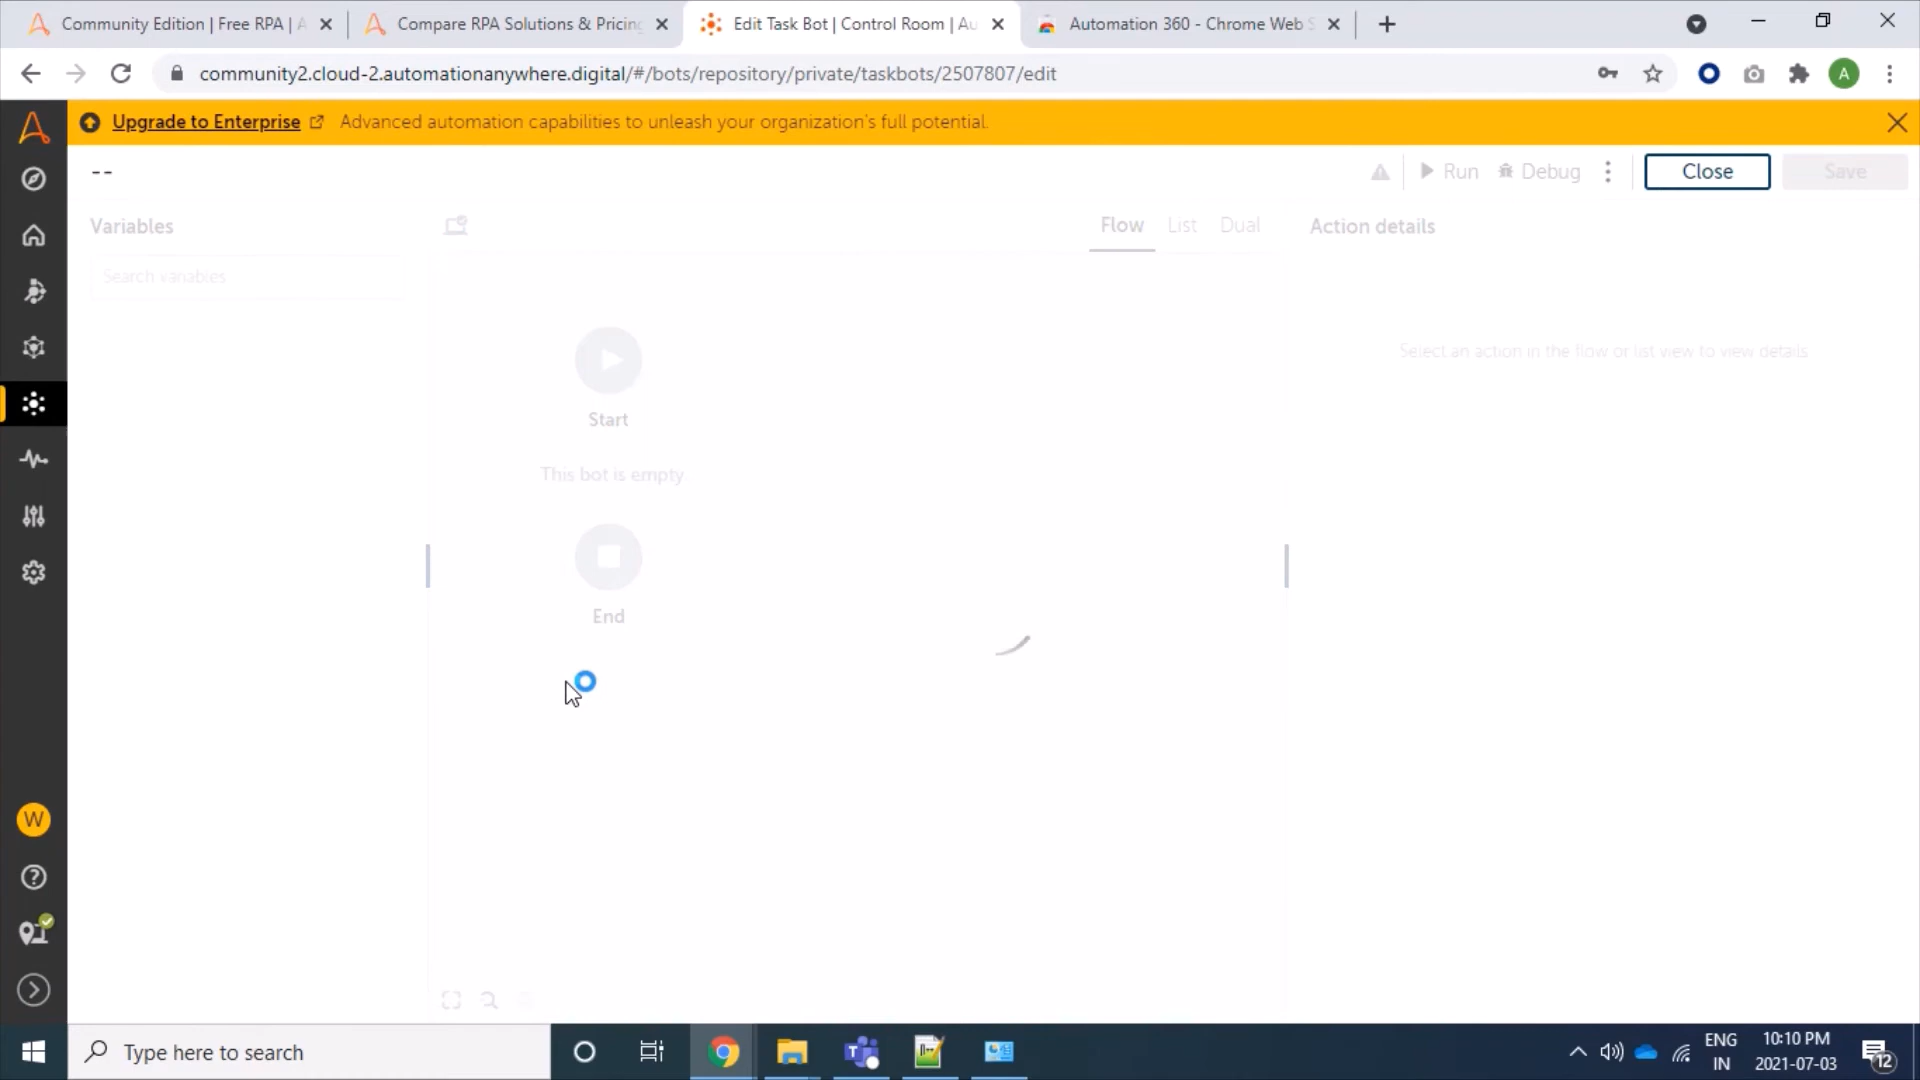 Community Edition | Free RPA | A
Compare RPA Solutions & Pricing
Edit Task Bot | Control Room | Au
Automation 360 - Chrome Web S
community2.cloud-2.automationanywhere.digital/#/bots/repository/private/taskbots/2507807/edit
A
Upgrade to Enterprise
Advanced automation capabilities to unleash your organization's full potential.
--
Run
Debug
Close
Save
Variables
Flow
List
Dual
Action details
Search variables
Select an action in the flow or list view to view details
Start
This bot is empty
End
W
Type here to search
ENG
IN
10:10 PM
2021-07-03
12